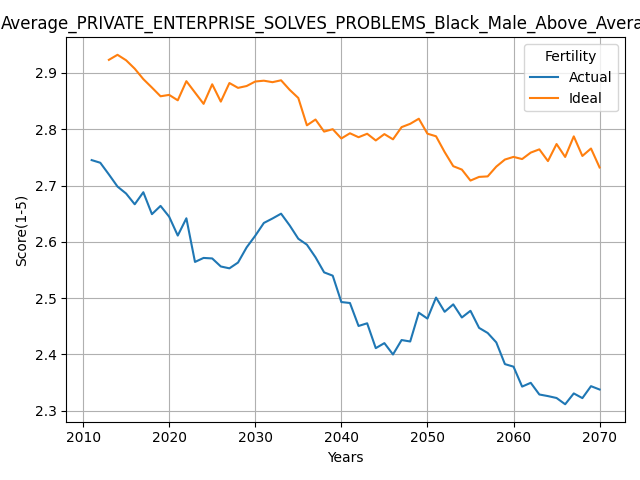 Average_PRIVATE_ENTERPRISE_SOLVES_PROBLEMS_Black_Male_Above_Avera
Fertility
Actual
Ideal
2.9
2.8
2.7
2.6
2.5
2.4
2.3
Score(1-5)
2010 2020 2030 2040 2050 2060 2070
Years